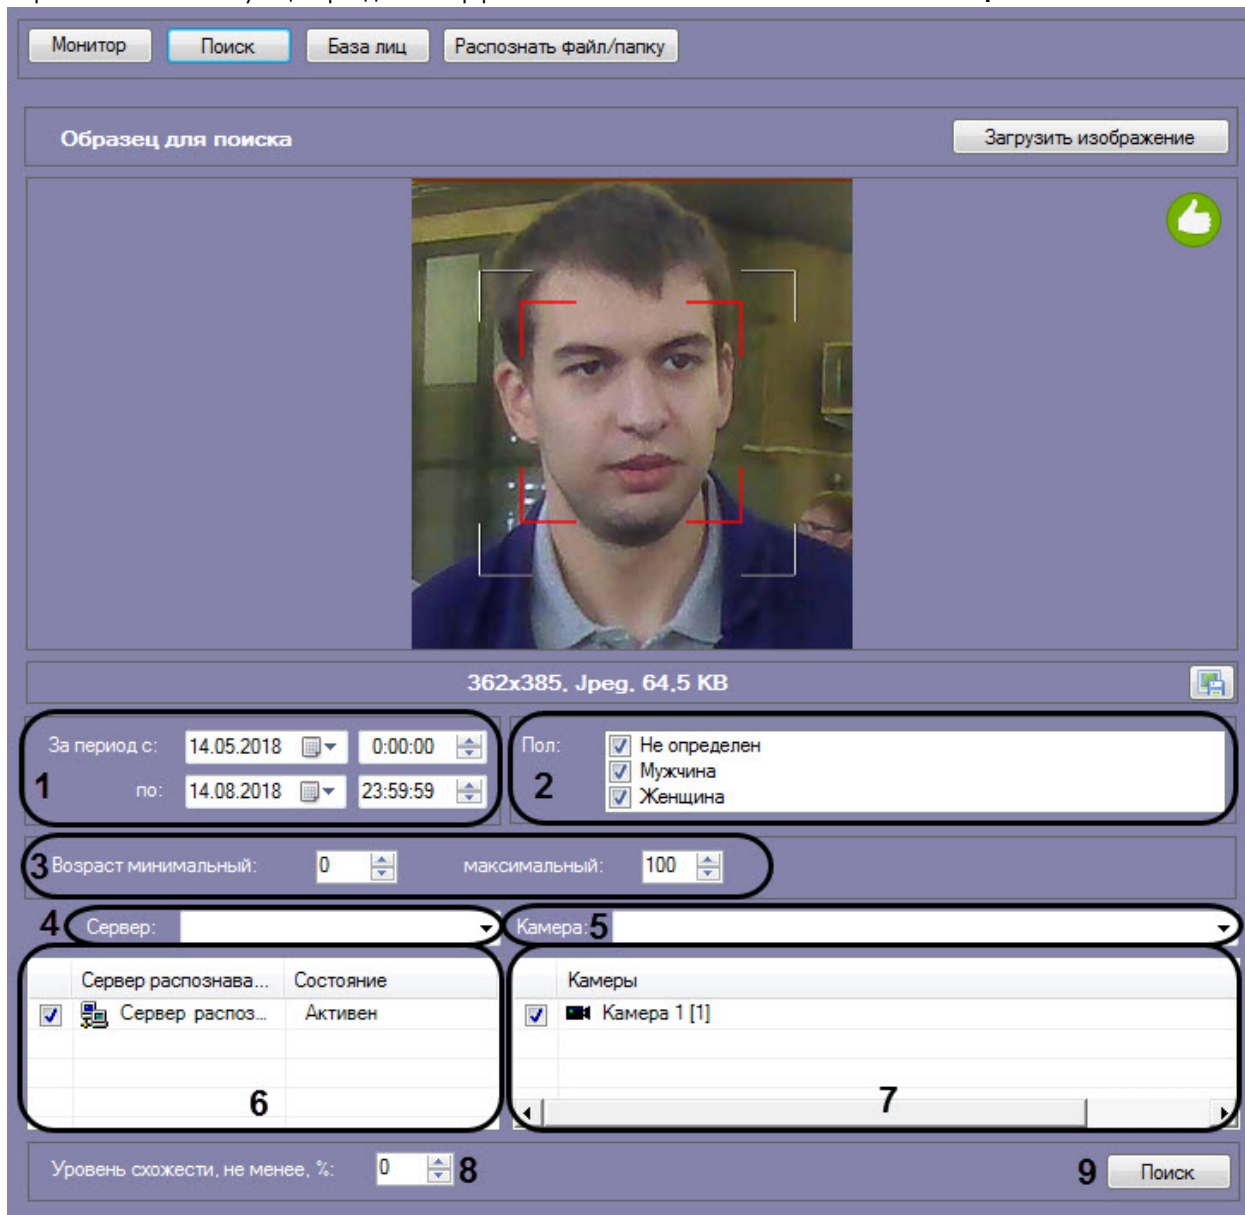 Монитор Поиск База лиц Распознать файл/папку
Образец для поиска Загрузить изображение
362x385, Jpeg, 64,5 KB
За период с: 14.05.2018 0:00:00 Пол: Не определен
1 по: 14.08.2018 23:59:59 2 Мужчина
Женщина
3 Возраст минимальный: 0 максимальный: 100
4 Сервер: Камера: 5
Сервер распознава... Состояние Камеры
Сервер распоз... Активен Камера 1 [1]
6 7
Уровень схожести, не менее, %: 0 8 9 Поиск